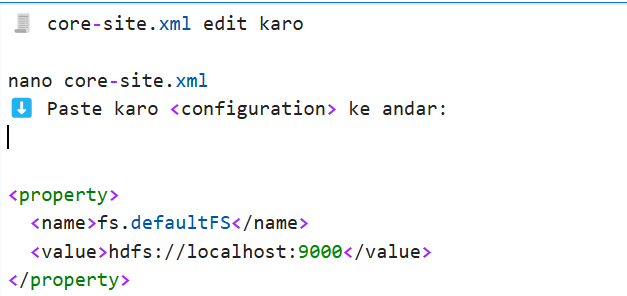 🧾 core-site.xml edit karo
nano core-site.xml
⬇️ Paste karo <configuration> ke andar:
<property>
  <name>fs.defaultFS</name>
  <value>hdfs://localhost:9000</value>
</property>